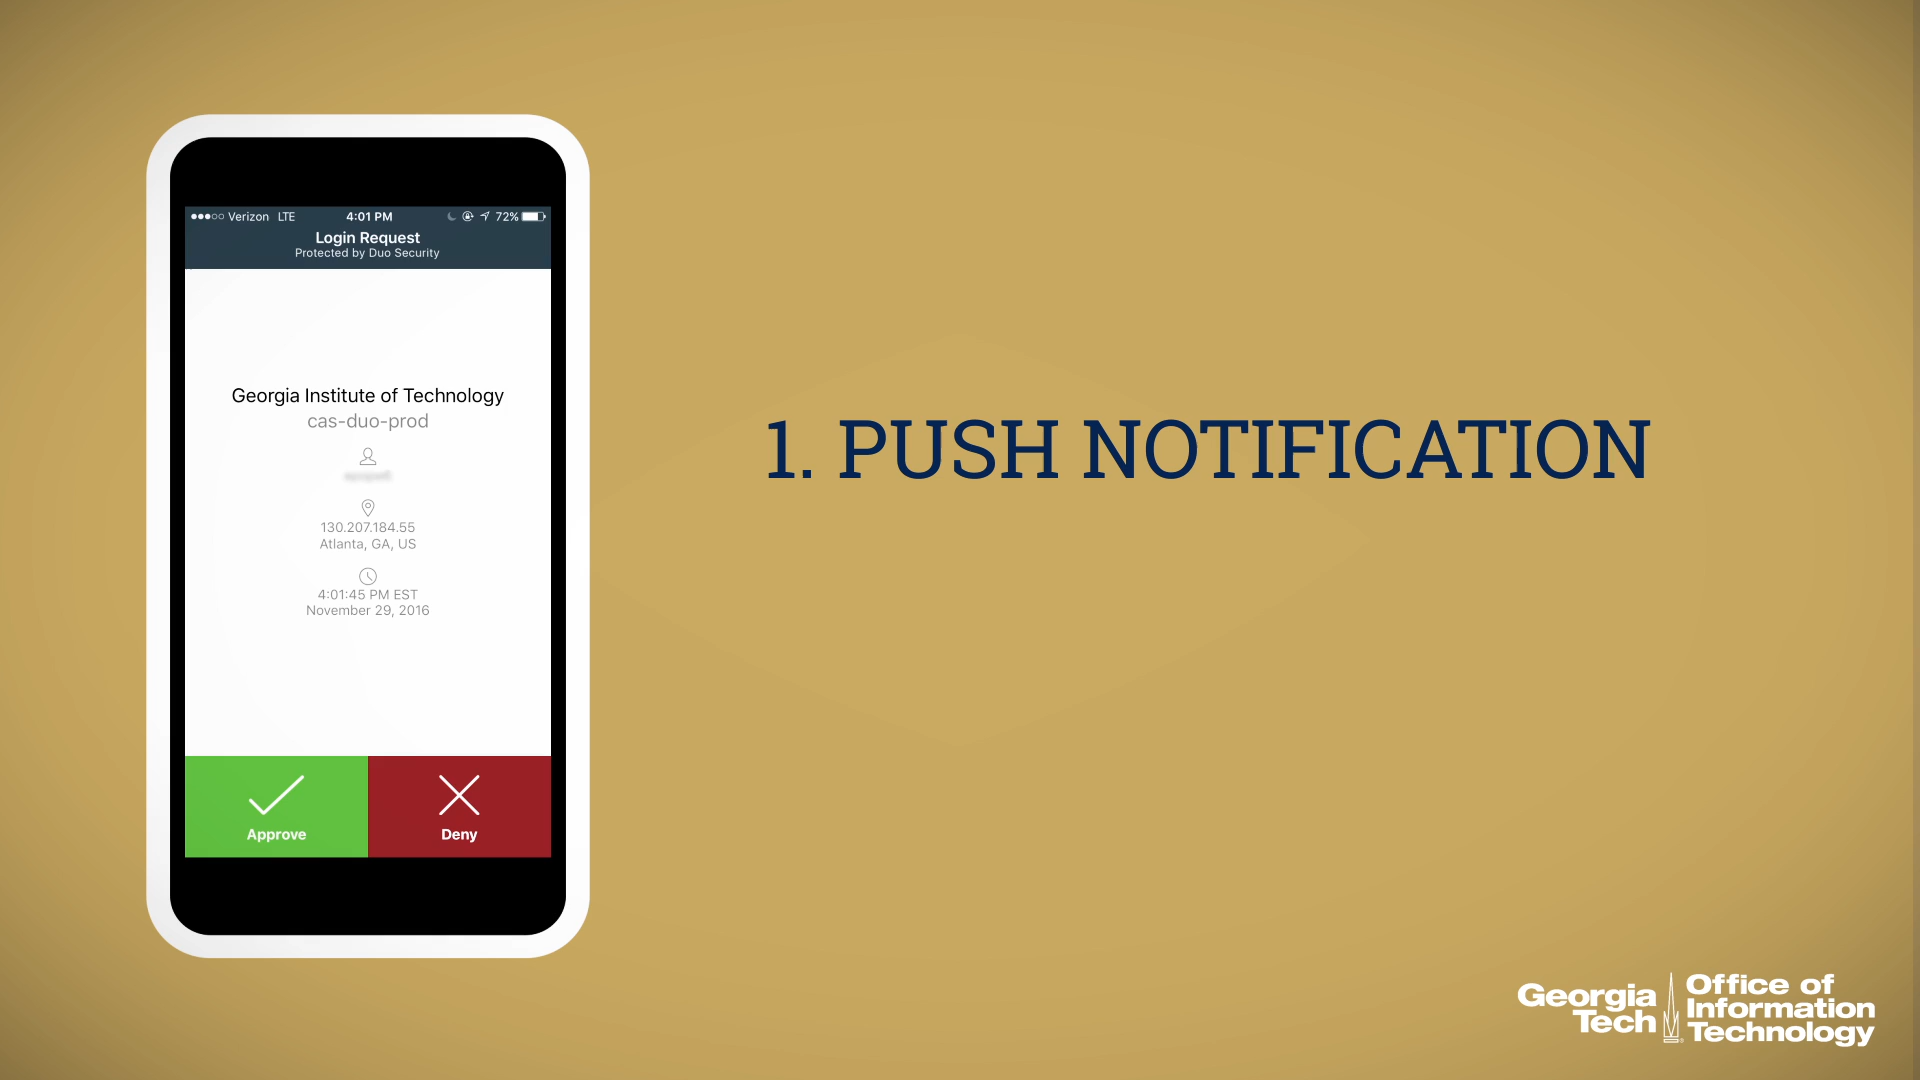 Verizon LTE 4:01 PM 72%
Login Request
Protected by Duo Security
Georgia Institute of Technology
cas-duo-prod
130.207.184.55
Atlanta, GA, US
4:01:45 PM EST
November 29, 2016
Approve
Deny
1. PUSH NOTIFICATION
Georgia
Tech
Office of
Information
Technology